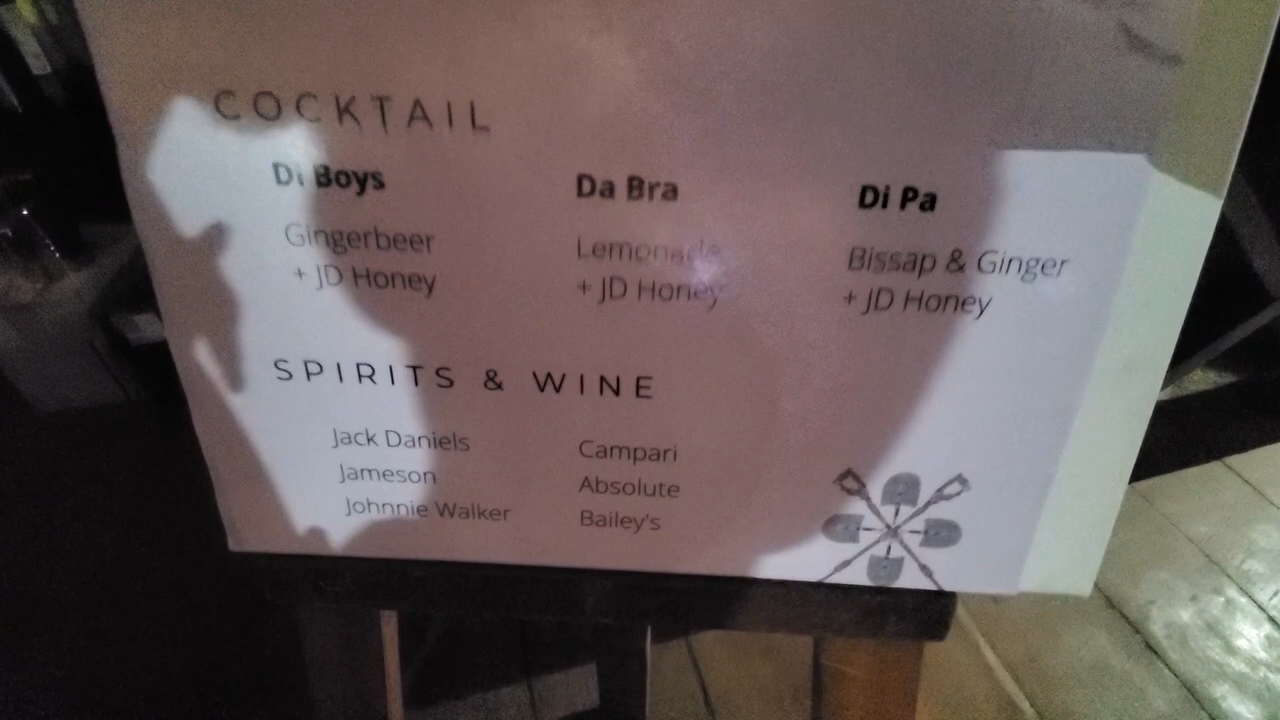 COCKTAIL
Di Boys
Gingerbeer
+ JD Honey
Da Bra
Lemonade
+ JD Honey
Di Pa
Bissap & Ginger
+ JD Honey
SPIRITS & WINE
Jack Daniels
Jameson
Johnnie Walker
Campari
Absolute
Bailey's